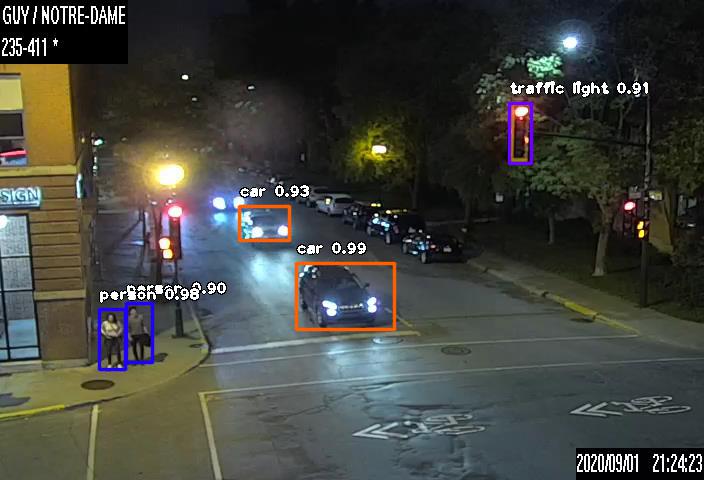 GUY / NOTRE-DAME
235-411 *
traffic light 0.91
car 0.93
SIGN
car 0.99
person 0.90
person 0.98
2020/09/01 21:24:23